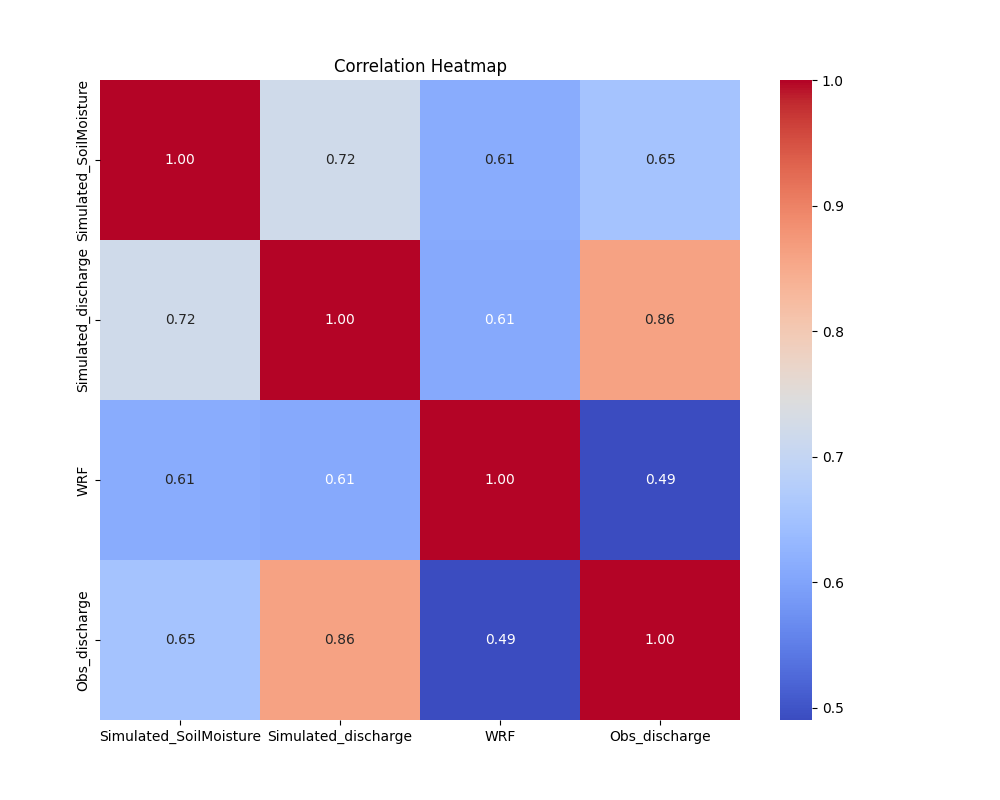 Correlation Heatmap
Simulated_SoilMoisture
1.00
0.72
0.61
0.65
Simulated_discharge
0.72
1.00
0.61
0.86
WRF
0.61
0.61
1.00
0.49
Obs_discharge
0.65
0.86
0.49
1.00
Simulated_SoilMoisture
Simulated_discharge
WRF
Obs_discharge
1.0
0.9
0.8
0.7
0.6
0.5